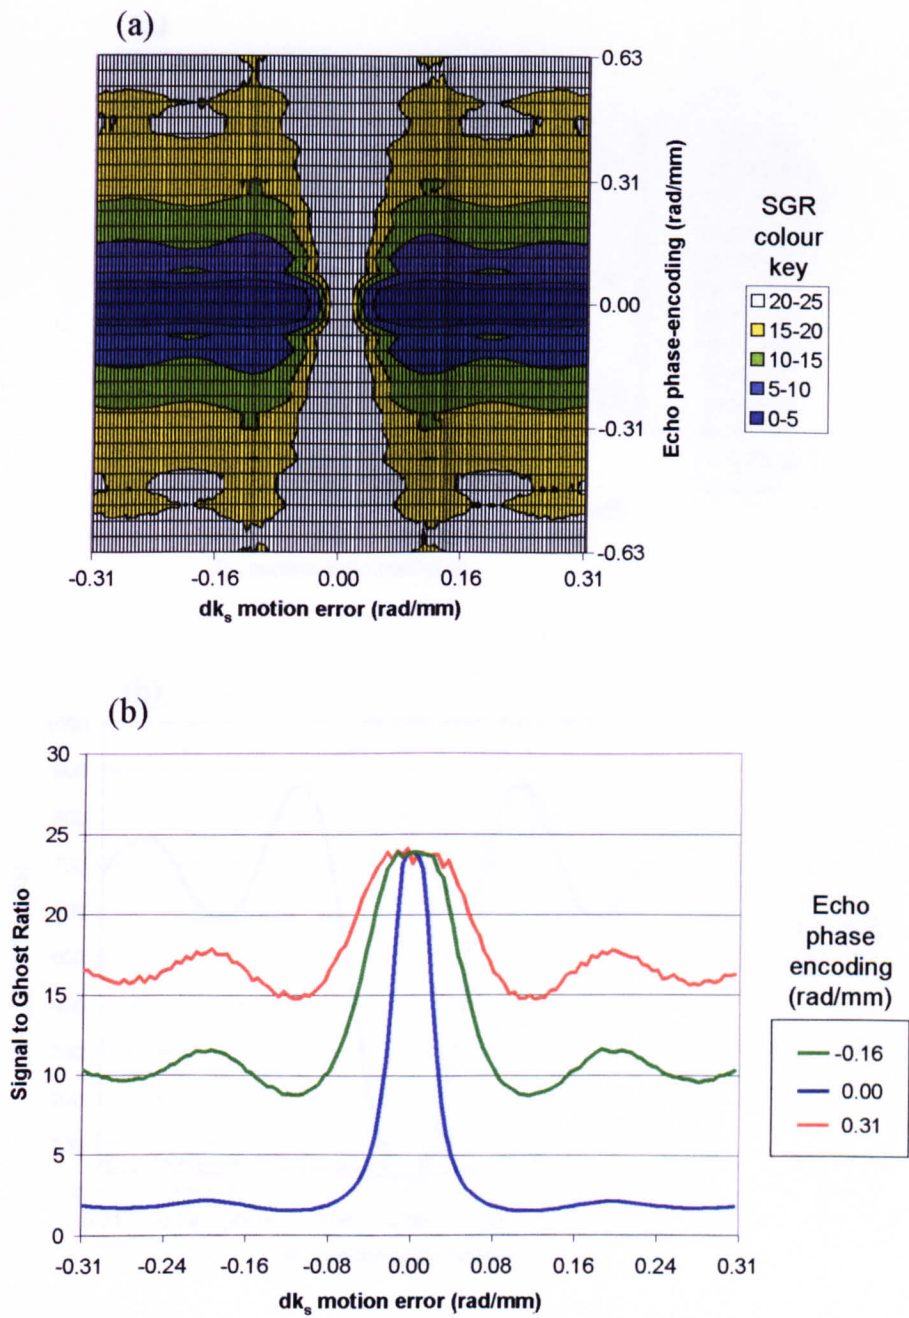 (a)
0.63
0.31
0.00
-0.31
-0.63
Echo phase-encoding (rad/mm)
SGR
colour
key
20-25
15-20
10-15
5-10
0-5
-0.31 -0.16 0.00 0.16 0.31
dks motion error (rad/mm)
(b)
30
25
20
15
10
5
0
Signal to Ghost Ratio
-0.31 -0.24 -0.16 -0.08 0.00 0.08 0.16 0.24 0.31
dks motion error (rad/mm)
Echo
phase
encoding
(rad/mm)
-0.16
0.00
0.31